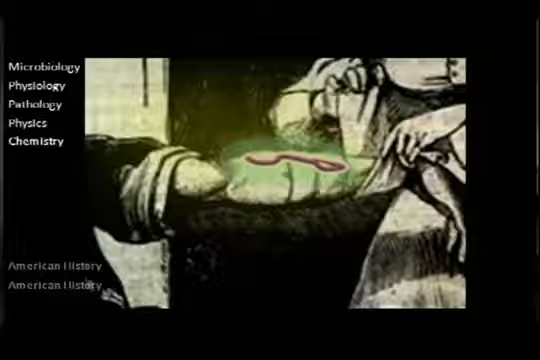 Microbiology
Physiology
Pathology
Physics
Chemistry
American History
American History